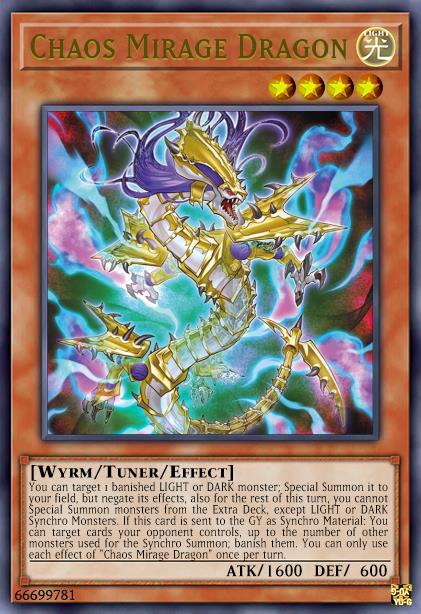 CHAOS MIRAGE DRAGON
LIGHT
光
[WYRM/TUNER/EFFECT]
You can target 1 banished LIGHT or DARK monster; Special Summon it to
your field, but negate its effects, also for the rest of this turn, you cannot
Special Summon monsters from the Extra Deck, except LIGHT or DARK
Synchro Monsters. If this card is sent to the GY as Synchro Material: You
can target cards your opponent controls, up to the number of other
monsters used for the Synchro Summon; banish them. You can only use
each effect of "Chaos Mirage Dragon" once per turn.
ATK/1600 DEF/ 600
66699781